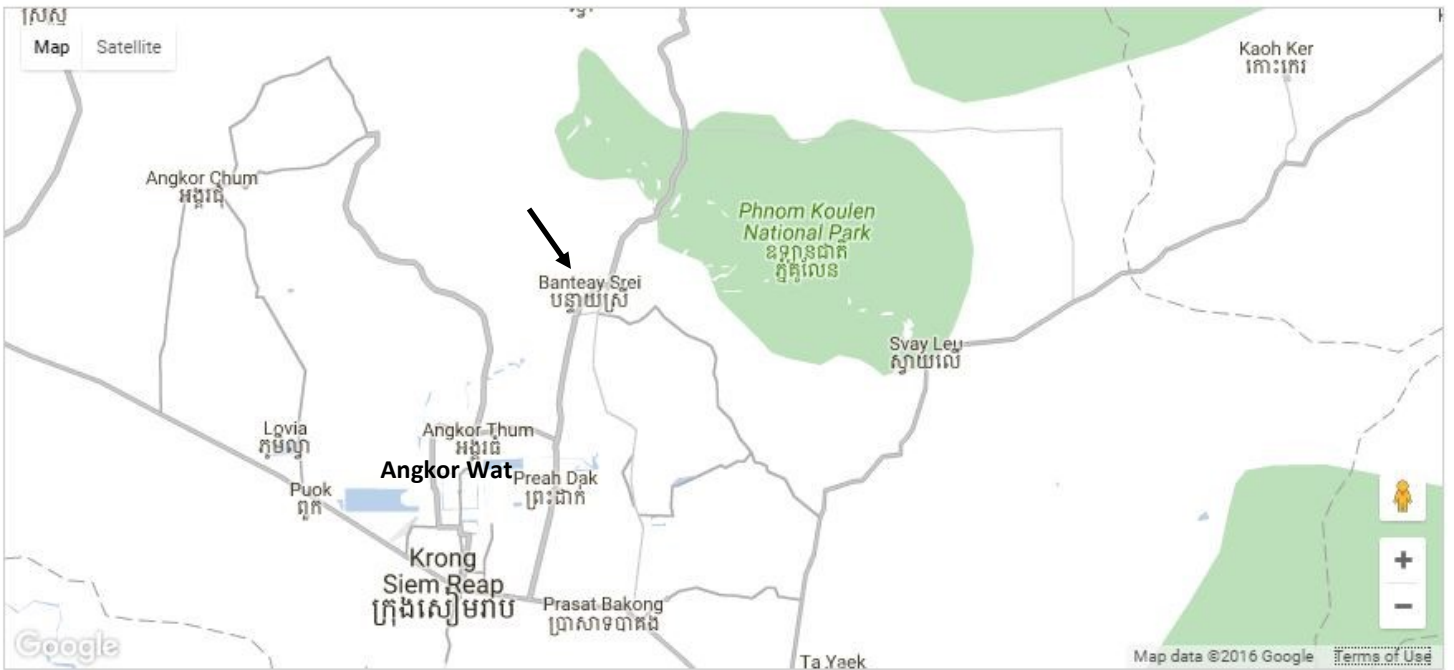 Map Satellite
Kaoh Ker
កោះកេរ
Angkor Chum
អង្គរជុំ
Phnom Koulen
National Park
ឧទ្យានជាតិ
ភ្នំគូលែន
Banteay Srei
បន្ទាយស្រី
Svay Leu
ស្វាយលើ
Lovia
ភូមិល្វា
Angkor Thum
អង្គរធំ
Angkor Wat
Preah Dak
ព្រះដាក់
Puok
ពួក
Krong
Siem Reap
ក្រុងសៀមរាប
Prasat Bakong
ប្រាសាទបាគង
Ta Yaek
Google
Map data ©2016 Google Terms of Use